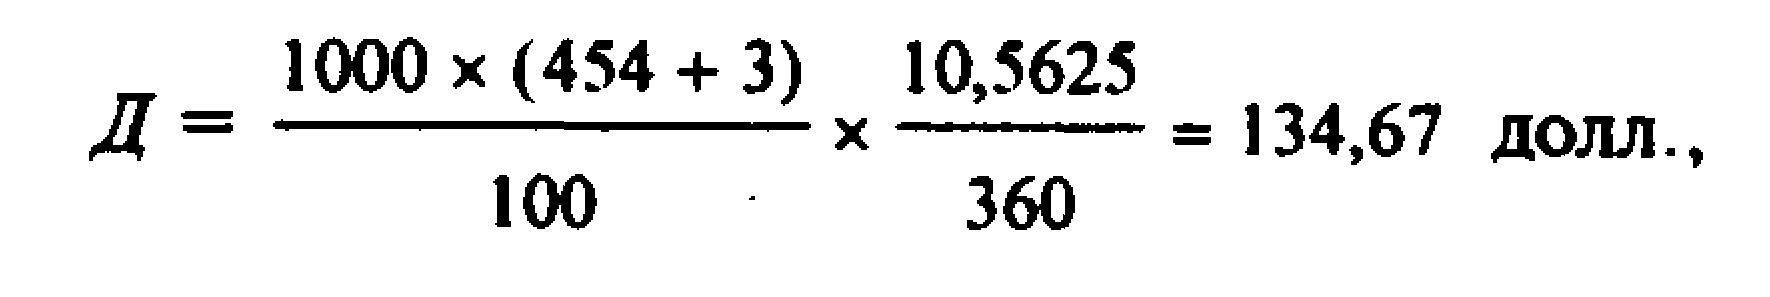 Д = 1000 × (454 + 3) / 100 × 10,5625 / 360 = 134,67 долл.,